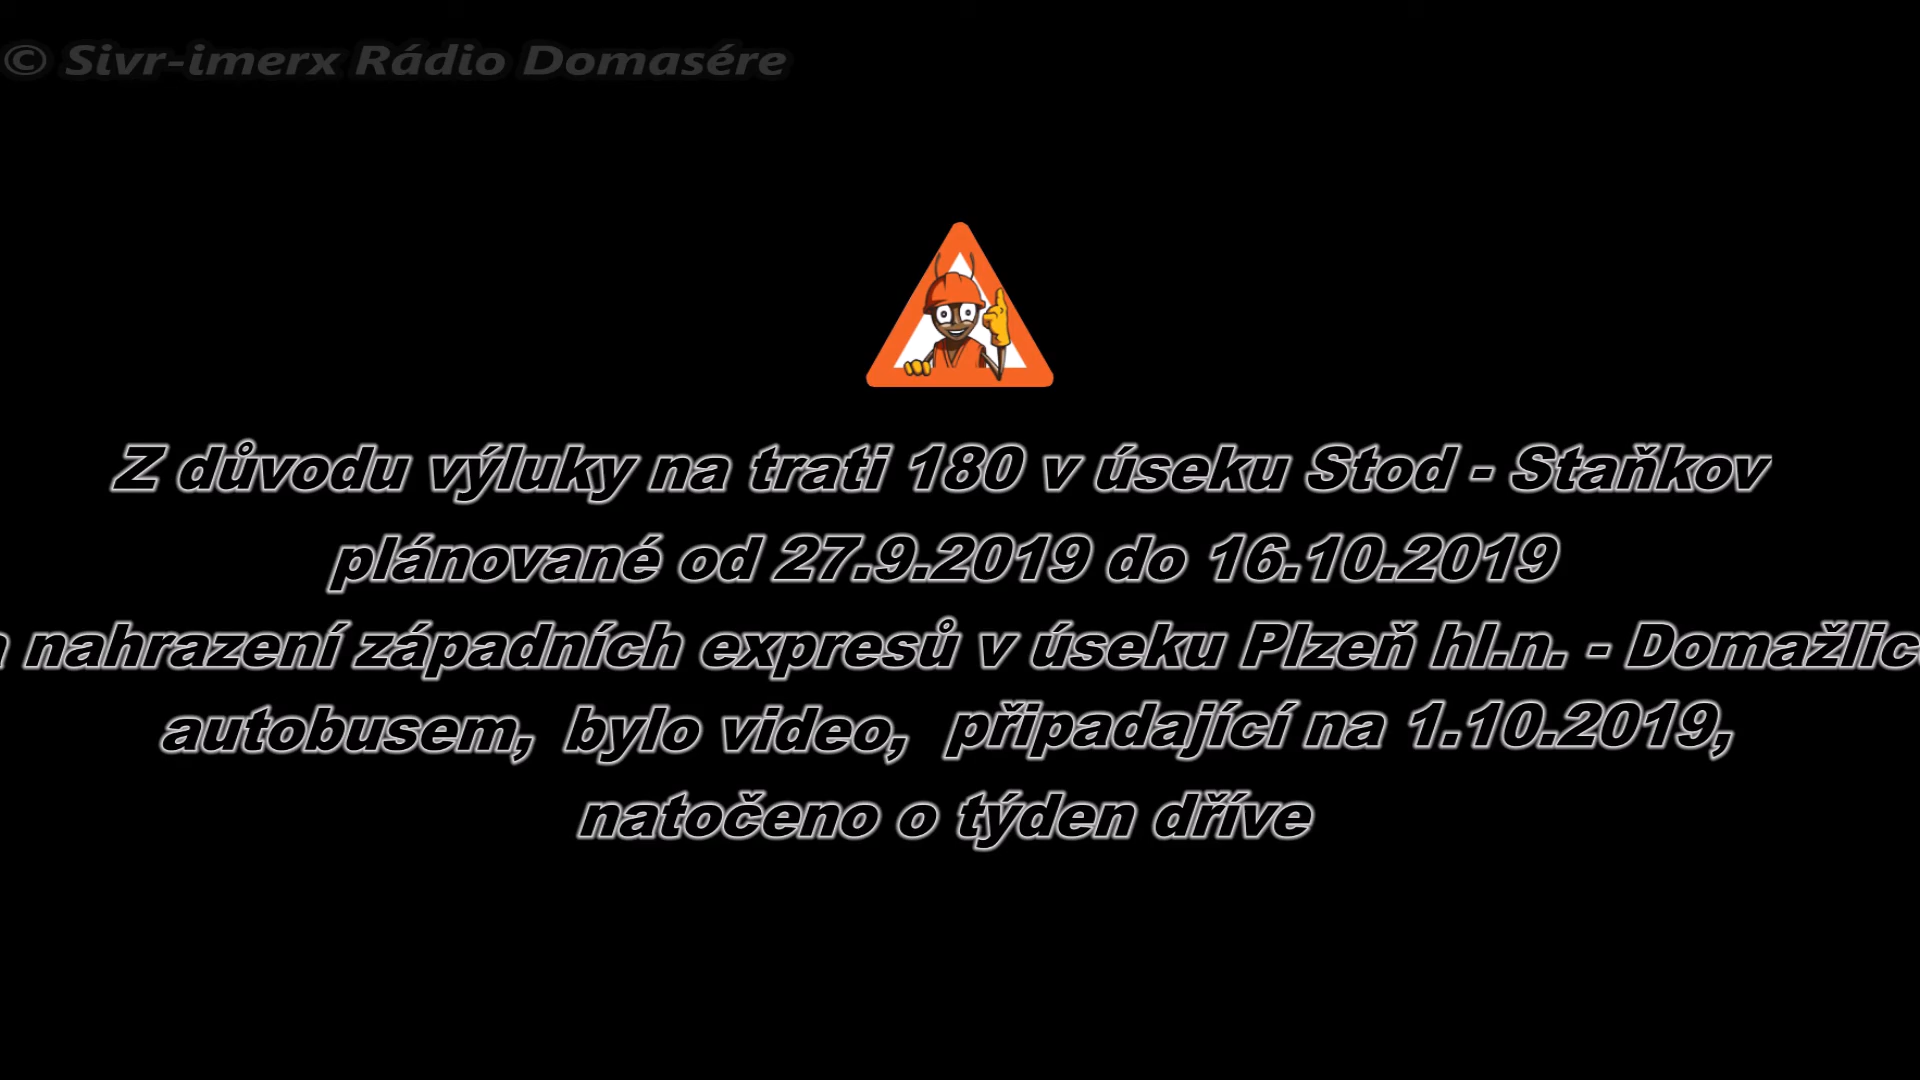 © Sivr-imerx Rádio Domasére
Z důvodu výluky na trati 180 v úseku Stod - Staňkov
plánované od 27.9.2019 do 16.10.2019
nahrazení západních expresů v úseku Plzeň hl.n. - 
autobusem, bylo video, připadající na 1.10.2019,
natočeno o týden dříve